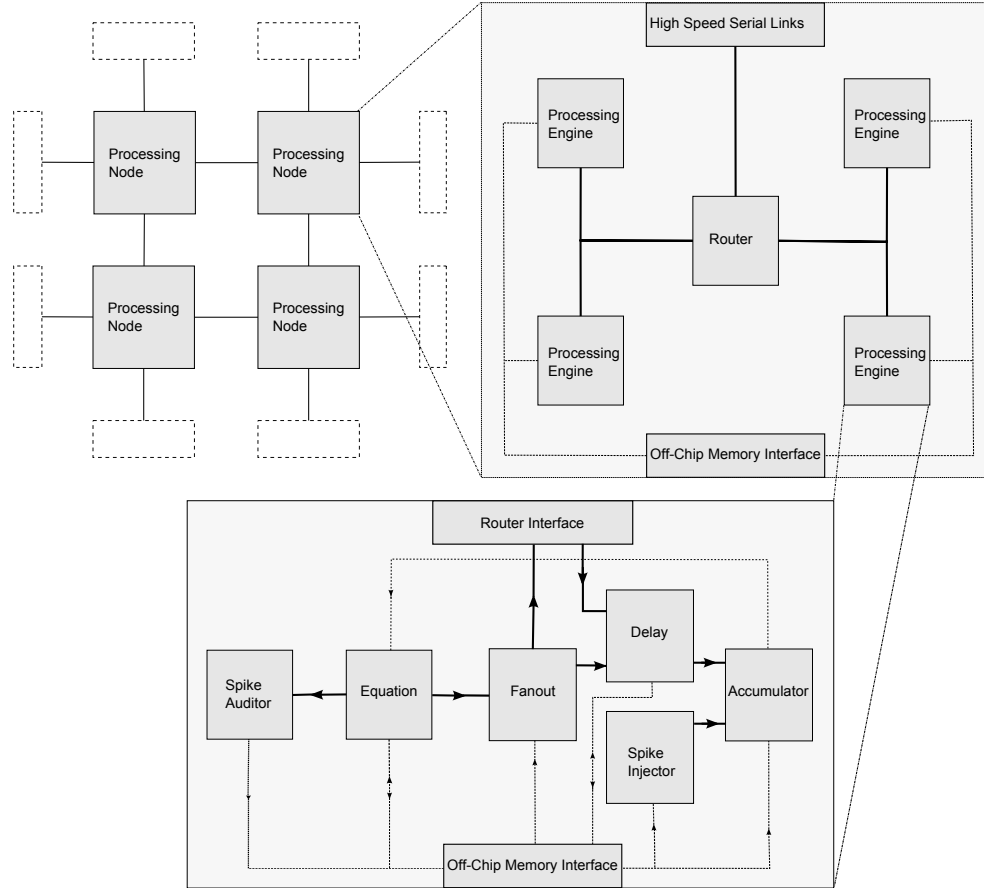 High Speed Serial Links
Processing
Engine
Processing
Engine
Processing
Node
Processing
Node
Router
Processing
Node
Processing
Node
Processing
Engine
Processing
Engine
Off-Chip Memory Interface
Router Interface
Delay
Spike
Auditor
Equation
Fanout
Accumulator
Spike
Injector
Off-Chip Memory Interface